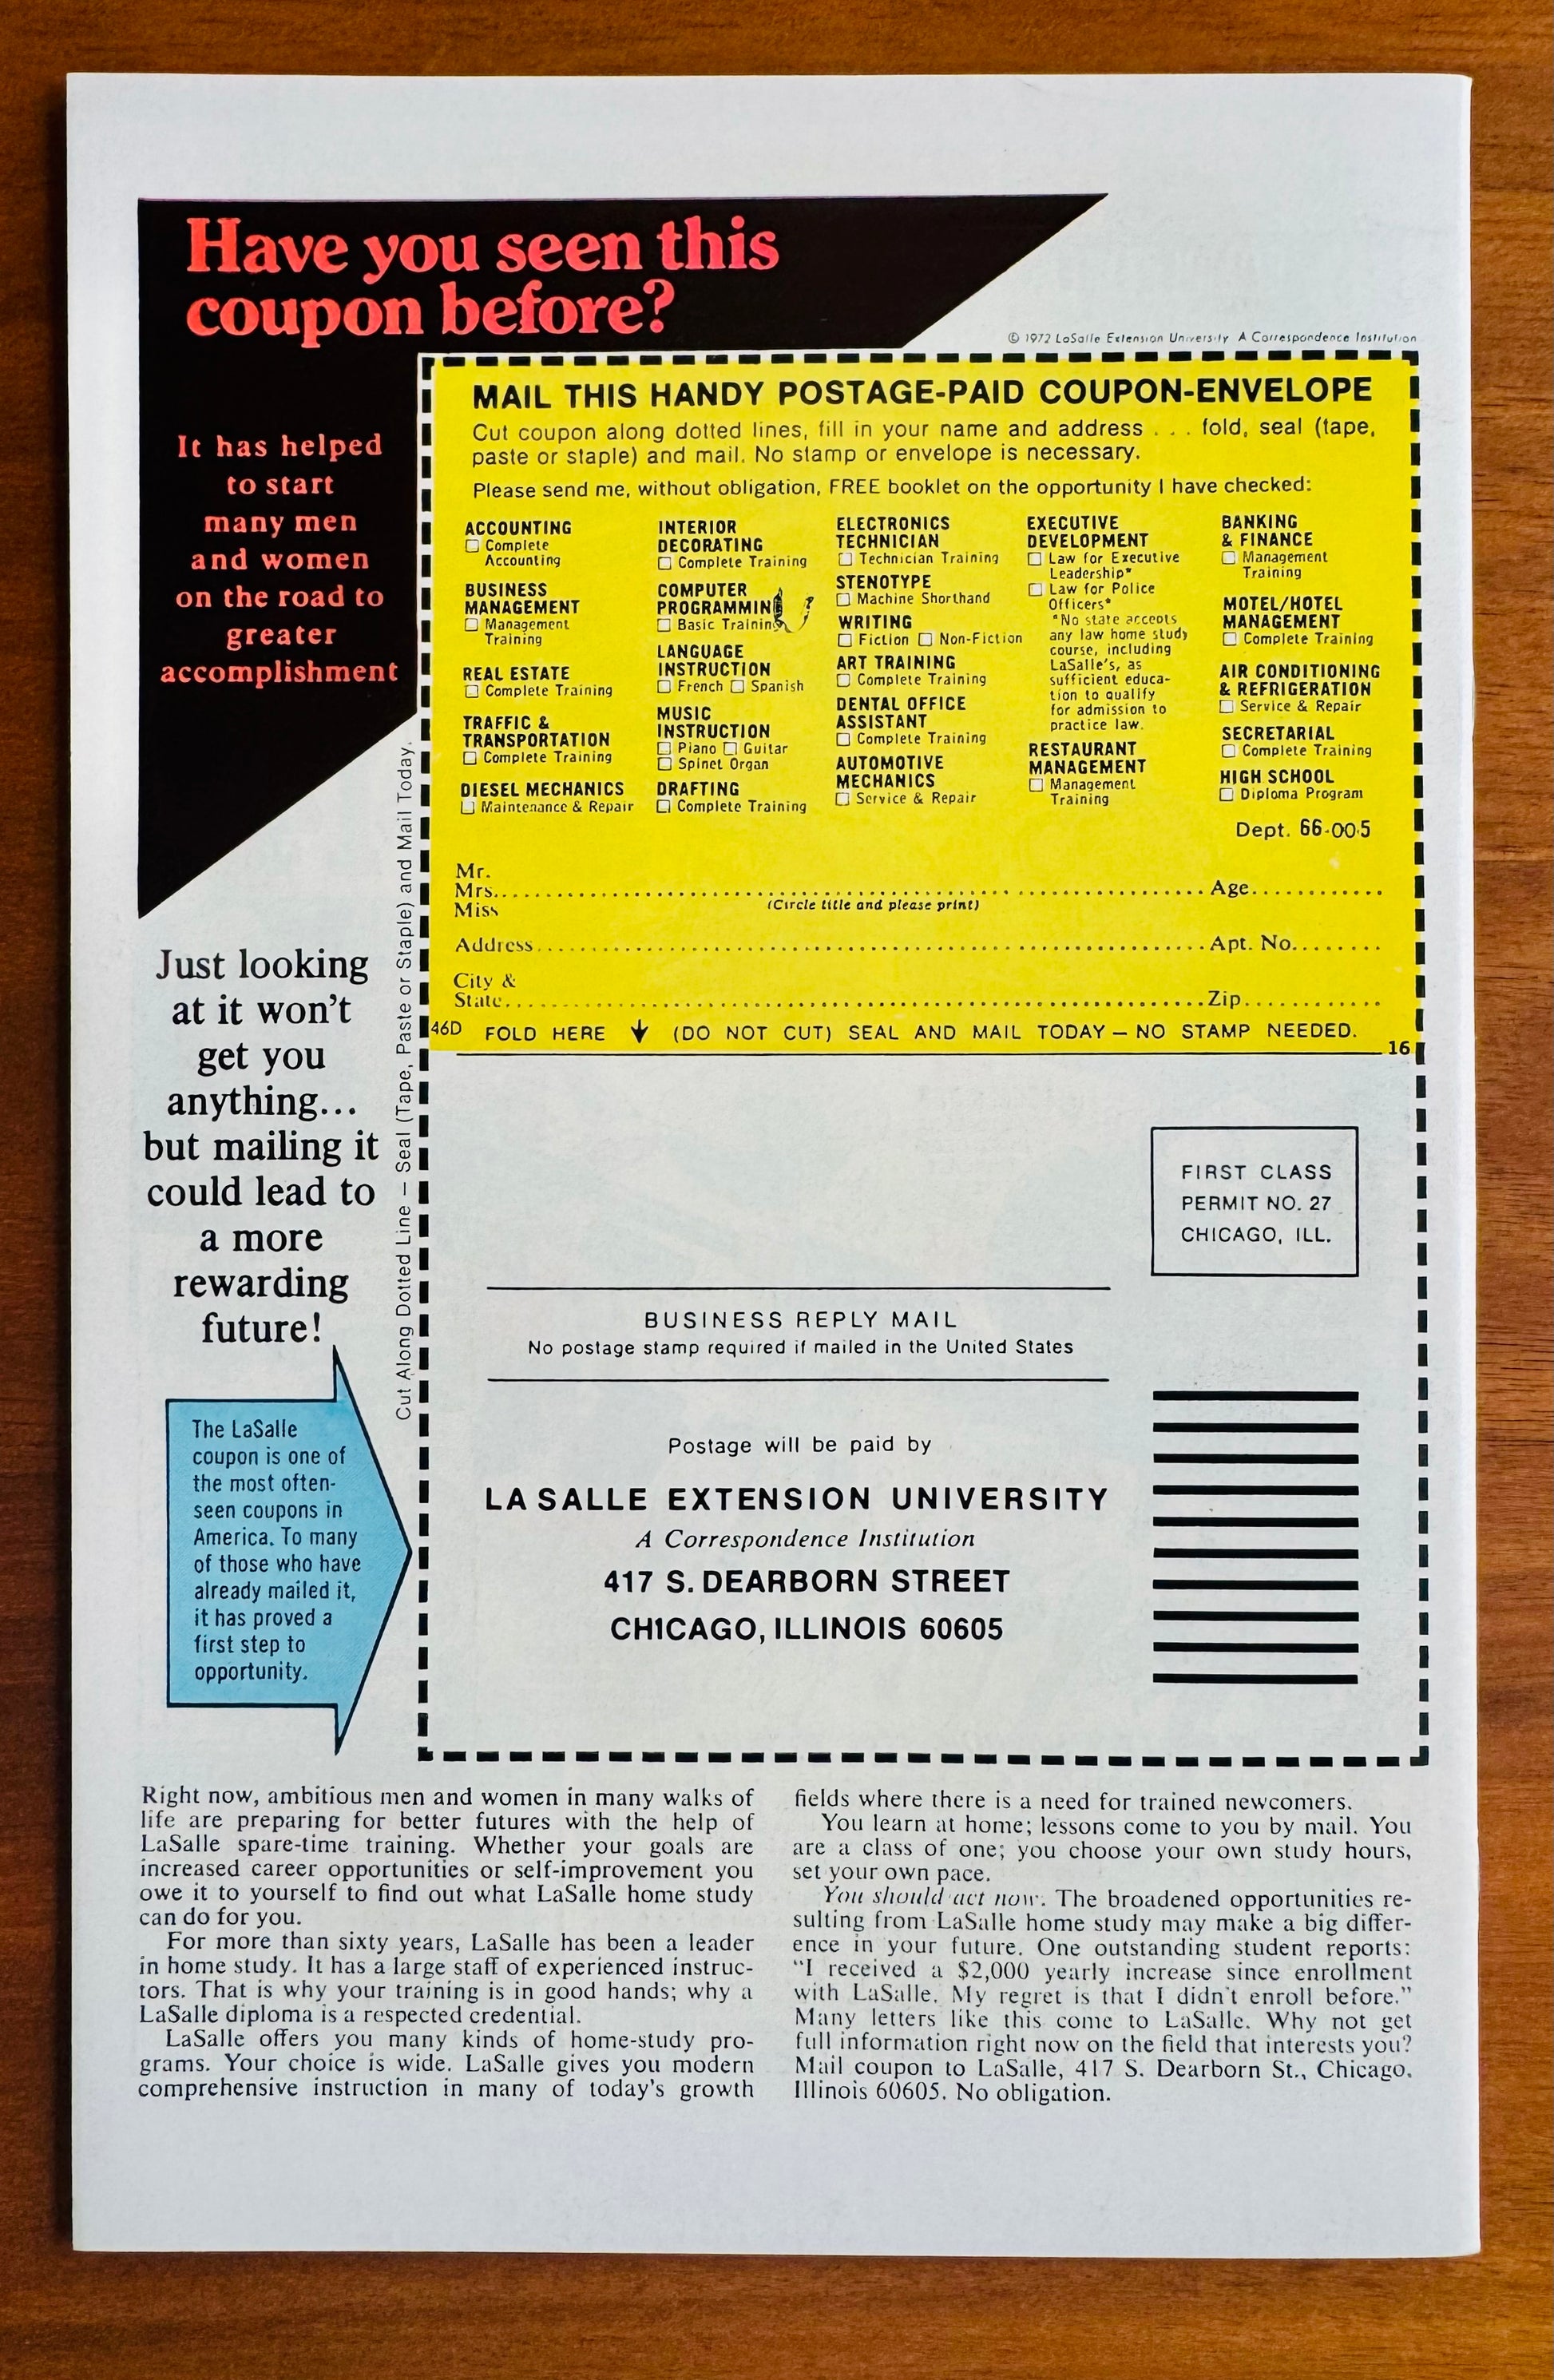 Have you seen this
coupon before?
© 1972 LaSalle Extension University A Correspondence Institution
It has helped
to start
many men
and women
on the road to
greater
accomplishment
Just looking
at it won't
get you
anything...
but mailing it
could lead to
a more
rewarding
future!
The LaSalle
coupon is one of
the most often-
seen coupons in
America. To many
of those who have
already mailed it,
it has proved a
first step to
opportunity.
Cut Along Dotted Line – Seal (Tape, Paste or Staple) and Mail Today.
MAIL THIS HANDY POSTAGE-PAID COUPON-ENVELOPE
Cut coupon along dotted lines, fill in your name and address . . . fold, seal (tape,
paste or staple) and mail. No stamp or envelope is necessary.
Please send me, without obligation, FREE booklet on the opportunity I have checked:
ACCOUNTING
Complete
Accounting
BUSINESS
MANAGEMENT
Management
Training
REAL ESTATE
Complete Training
TRAFFIC &
TRANSPORTATION
Complete Training
DIESEL MECHANICS
Maintenance & Repair
INTERIOR
DECORATING
Complete Training
COMPUTER
PROGRAMMING
Basic Training
LANGUAGE
INSTRUCTION
French Spanish
MUSIC
INSTRUCTION
Piano Guitar
Spinet Organ
DRAFTING
Complete Training
ELECTRONICS
TECHNICIAN
Technician Training
STENOTYPE
Machine Shorthand
WRITING
Fiction Non-Fiction
ART TRAINING
Complete Training
DENTAL OFFICE
ASSISTANT
Complete Training
AUTOMOTIVE
MECHANICS
Service & Repair
EXECUTIVE
DEVELOPMENT
Law for Executive
Leadership*
Law for Police
Officers*
*No state accepts
any law home study
course, including
LaSalle's, as
sufficient educa-
tion to qualify
for admission to
practice law.
RESTAURANT
MANAGEMENT
Management
Training
BANKING
& FINANCE
Management
Training
MOTEL/HOTEL
MANAGEMENT
Complete Training
AIR CONDITIONING
& REFRIGERATION
Service & Repair
SECRETARIAL
Complete Training
HIGH SCHOOL
Diploma Program
Dept. 66-005
Mr.
Mrs. Age
Miss (Circle title and please print)
Address Apt. No.
City &
State Zip
46D FOLD HERE (DO NOT CUT) SEAL AND MAIL TODAY – NO STAMP NEEDED.
16
FIRST CLASS
PERMIT NO. 27
CHICAGO, ILL.
BUSINESS REPLY MAIL
No postage stamp required if mailed in the United States
Postage will be paid by
LA SALLE EXTENSION UNIVERSITY
A Correspondence Institution
417 S. DEARBORN STREET
CHICAGO, ILLINOIS 60605
Right now, ambitious men and women in many walks of
life are preparing for better futures with the help of
LaSalle spare-time training. Whether your goals are
increased career opportunities or self-improvement you
owe it to yourself to find out what LaSalle home study
can do for you.
For more than sixty years, LaSalle has been a leader
in home study. It has a large staff of experienced instruc-
tors. That is why your training is in good hands; why a
LaSalle diploma is a respected credential.
LaSalle offers you many kinds of home-study pro-
grams. Your choice is wide. LaSalle gives you modern
comprehensive instruction in many of today's growth
fields where there is a need for trained newcomers.
You learn at home; lessons come to you by mail. You
are a class of one; you choose your own study hours,
set your own pace.
You should act now. The broadened opportunities re-
sulting from LaSalle home study may make a big differ-
ence in your future. One outstanding student reports:
"I received a $2,000 yearly increase since enrollment
with LaSalle. My regret is that I didn't enroll before."
Many letters like this come to LaSalle. Why not get
full information right now on the field that interests you?
Mail coupon to LaSalle, 417 S. Dearborn St., Chicago,
Illinois 60605. No obligation.